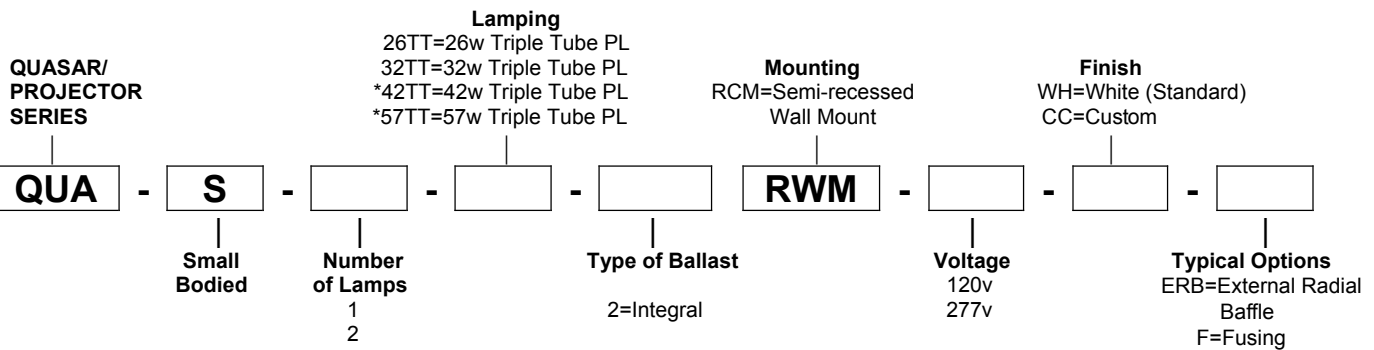 Lamping
26TT=26w Triple Tube PL
32TT=32w Triple Tube PL
*42TT=42w Triple Tube PL
*57TT=57w Triple Tube PL
QUASAR/
PROJECTOR
SERIES
Mounting
RCM=Semi-recessed
Wall Mount
Finish
WH=White (Standard)
CC=Custom
QUA - S - - - RWM - - -
Small
Bodied
Number
of Lamps
1
2
Type of Ballast
2=Integral
Voltage
120v
277v
Typical Options
ERB=External Radial
Baffle
F=Fusing